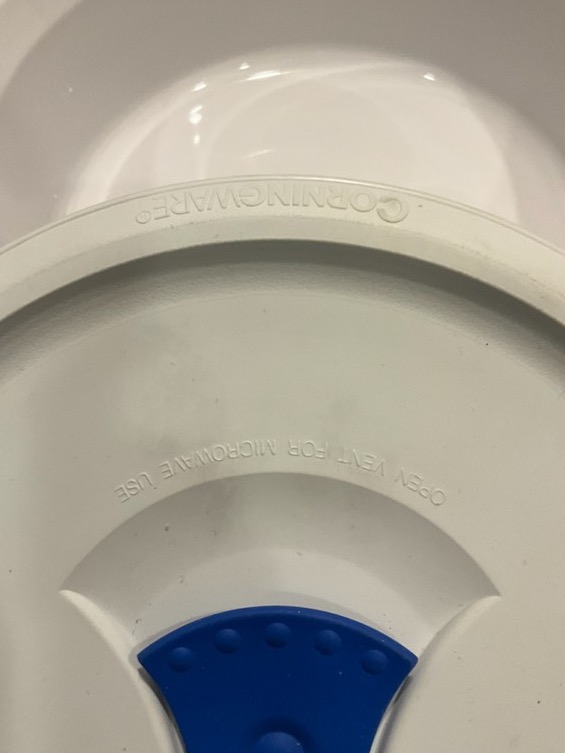 CORNINGWARE®
OPEN VENT FOR MICROWAVE USE